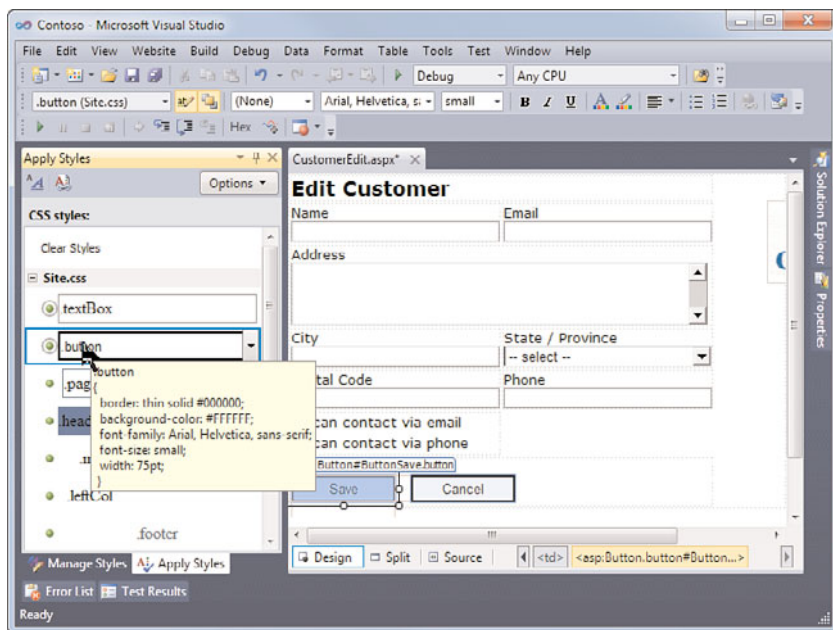 Contoso - Microsoft Visual Studio
File Edit View Website Build Debug Data Format Table Tools Test Window Help
Debug Any CPU
.button (Site.css) (None) Arial, Helvetica, s small B I U A
Hex
Apply Styles
CustomerEdit.aspx*
Options
CSS styles:
Clear Styles
Site.css
.textBox
.button
.button
{
border: thin solid #000000;
background-color: #FFFFFF;
font-family: Arial, Helvetica, sans-serif;
font-size: small;
width: 75pt;
}
.pag
.head
.leftCol
.footer
Manage Styles Apply Styles
Edit Customer
Name Email
Address
City State / Province
-- select --
tal Code Phone
can contact via email
can contact via phone
Button#ButtonSave.button
Save Cancel
Design Split Source <td> <asp:Button.button#Button...>
Solution Explorer
Properties
Error List Test Results
Ready